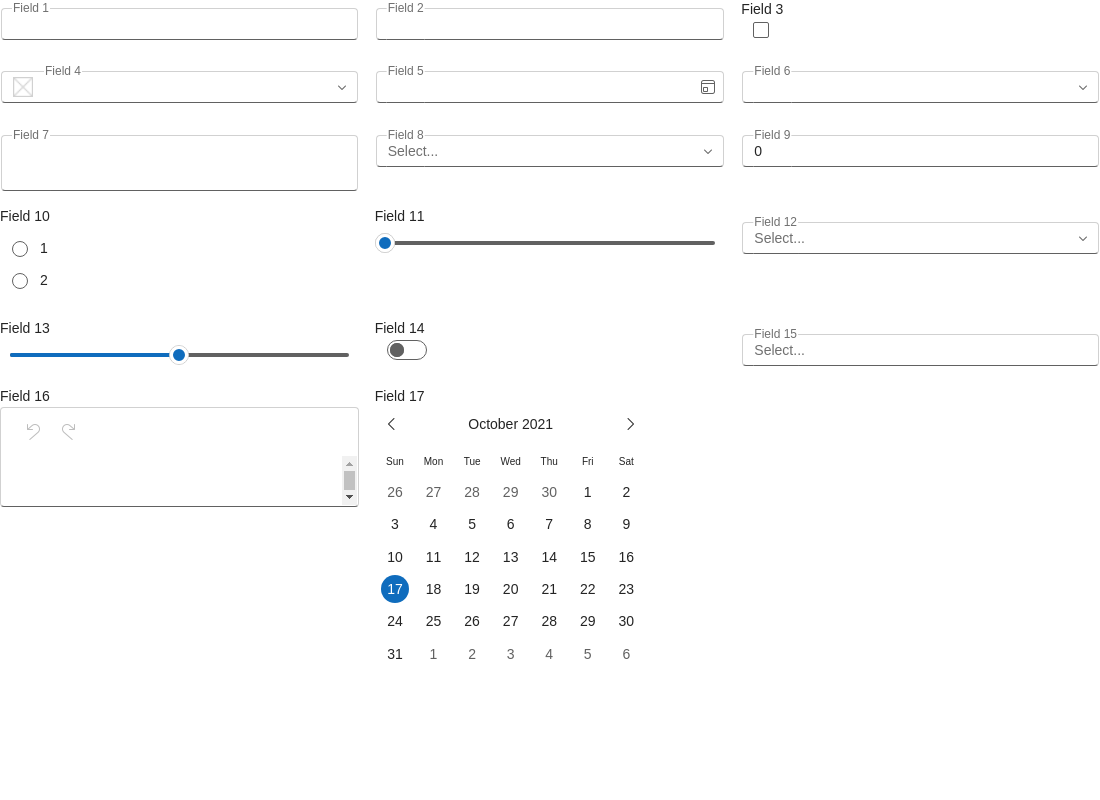 Field 1
Field 2
Field 3
Field 4
Field 5
Field 6
Field 7
Field 8
Select...
Field 9
0
Field 10
1
2
Field 11
Field 12
Select...
Field 13
Field 14
Field 15
Select...
Field 16
Field 17
October 2021
Sun Mon Tue Wed Thu Fri Sat
26 27 28 29 30 1 2
3 4 5 6 7 8 9
10 11 12 13 14 15 16
17 18 19 20 21 22 23
24 25 26 27 28 29 30
31 1 2 3 4 5 6